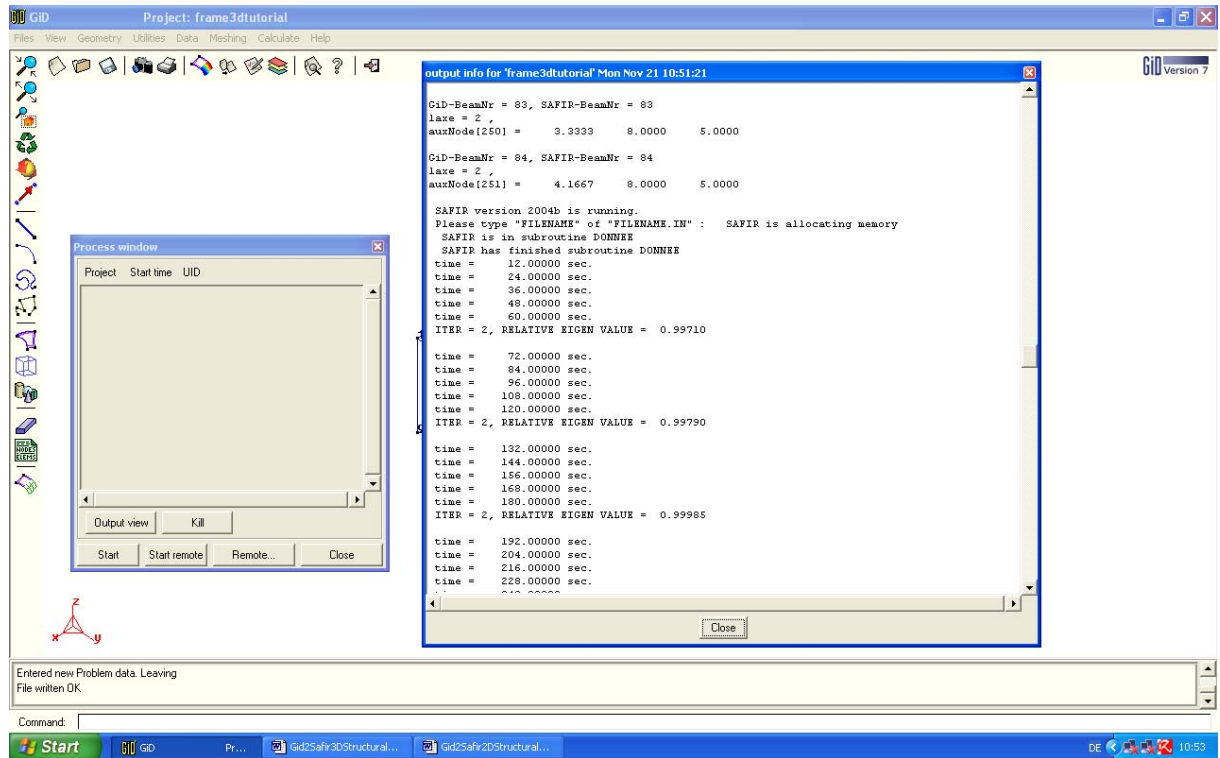 GiD Project: frame3dtutorial
Files View Geometry Utilities Data Meshing Calculate Help
GiD Version 7
output info for 'frame3dtutorial' Mon Nov 21 10:51:21
GiD-BeamNr = 83, SAFIR-BeamNr = 83
laxe = 2 ,
auxNode[250] = 3.3333 8.0000 5.0000
GiD-BeamNr = 84, SAFIR-BeamNr = 84
laxe = 2 ,
auxNode[251] = 4.1667 8.0000 5.0000
SAFIR version 2004b is running.
Please type "FILENAME" of "FILENAME.IN" : SAFIR is allocating memory
SAFIR is in subroutine DONNEE
SAFIR has finished subroutine DONNEE
time = 12.00000 sec.
time = 24.00000 sec.
time = 36.00000 sec.
time = 48.00000 sec.
time = 60.00000 sec.
ITER = 2, RELATIVE EIGEN VALUE = 0.99710
time = 72.00000 sec.
time = 84.00000 sec.
time = 96.00000 sec.
time = 108.00000 sec.
time = 120.00000 sec.
ITER = 2, RELATIVE EIGEN VALUE = 0.99790
time = 132.00000 sec.
time = 144.00000 sec.
time = 156.00000 sec.
time = 168.00000 sec.
time = 180.00000 sec.
ITER = 2, RELATIVE EIGEN VALUE = 0.99985
time = 192.00000 sec.
time = 204.00000 sec.
time = 216.00000 sec.
time = 228.00000 sec.
Close
Process window
Project Start time UID
Output view Kill
Start Start remote Remote... Close
z
x y
Entered new Problem data. Leaving
File written OK
Command:
Start GiD Pr... Gid2Safir3DStructural... Gid2Safir2DStructural... DE 10:53